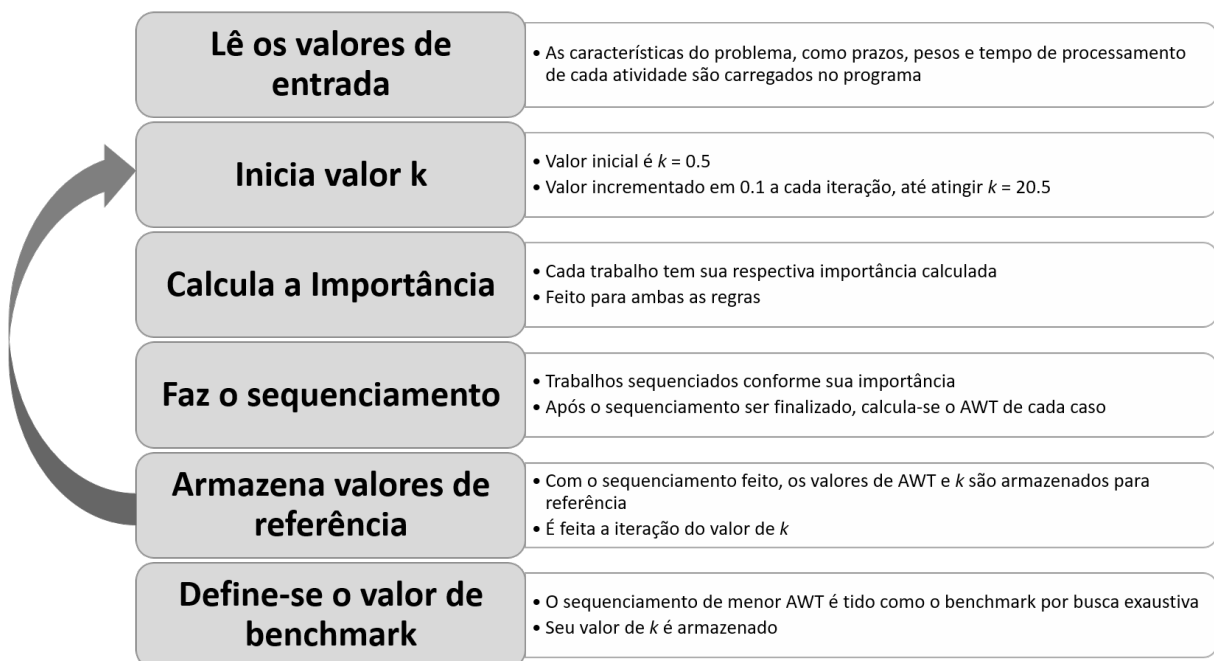 Lê os valores de
entrada
• As características do problema, como prazos, pesos e tempo de processamento
de cada atividade são carregados no programa
Inicia valor k
• Valor inicial é k = 0.5
• Valor incrementado em 0.1 a cada iteração, até atingir k = 20.5
Calcula a Importância
• Cada trabalho tem sua respectiva importância calculada
• Feito para ambas as regras
Faz o sequenciamento
• Trabalhos sequenciados conforme sua importância
• Após o sequenciamento ser finalizado, calcula-se o AWT de cada caso
Armazena valores de
referência
• Com o sequenciamento feito, os valores de AWT e k são armazenados para
referência
• É feita a iteração do valor de k
Define-se o valor de
benchmark
• O sequenciamento de menor AWT é tido como o benchmark por busca exaustiva
• Seu valor de k é armazenado